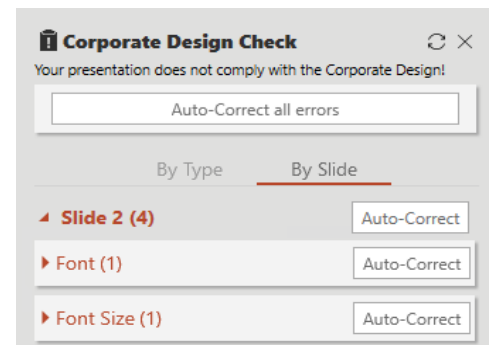 Corporate Design Check
Your presentation does not comply with the Corporate Design!
Auto-Correct all errors
By Type By Slide
Slide 2 (4) Auto-Correct
Font (1) Auto-Correct
Font Size (1) Auto-Correct